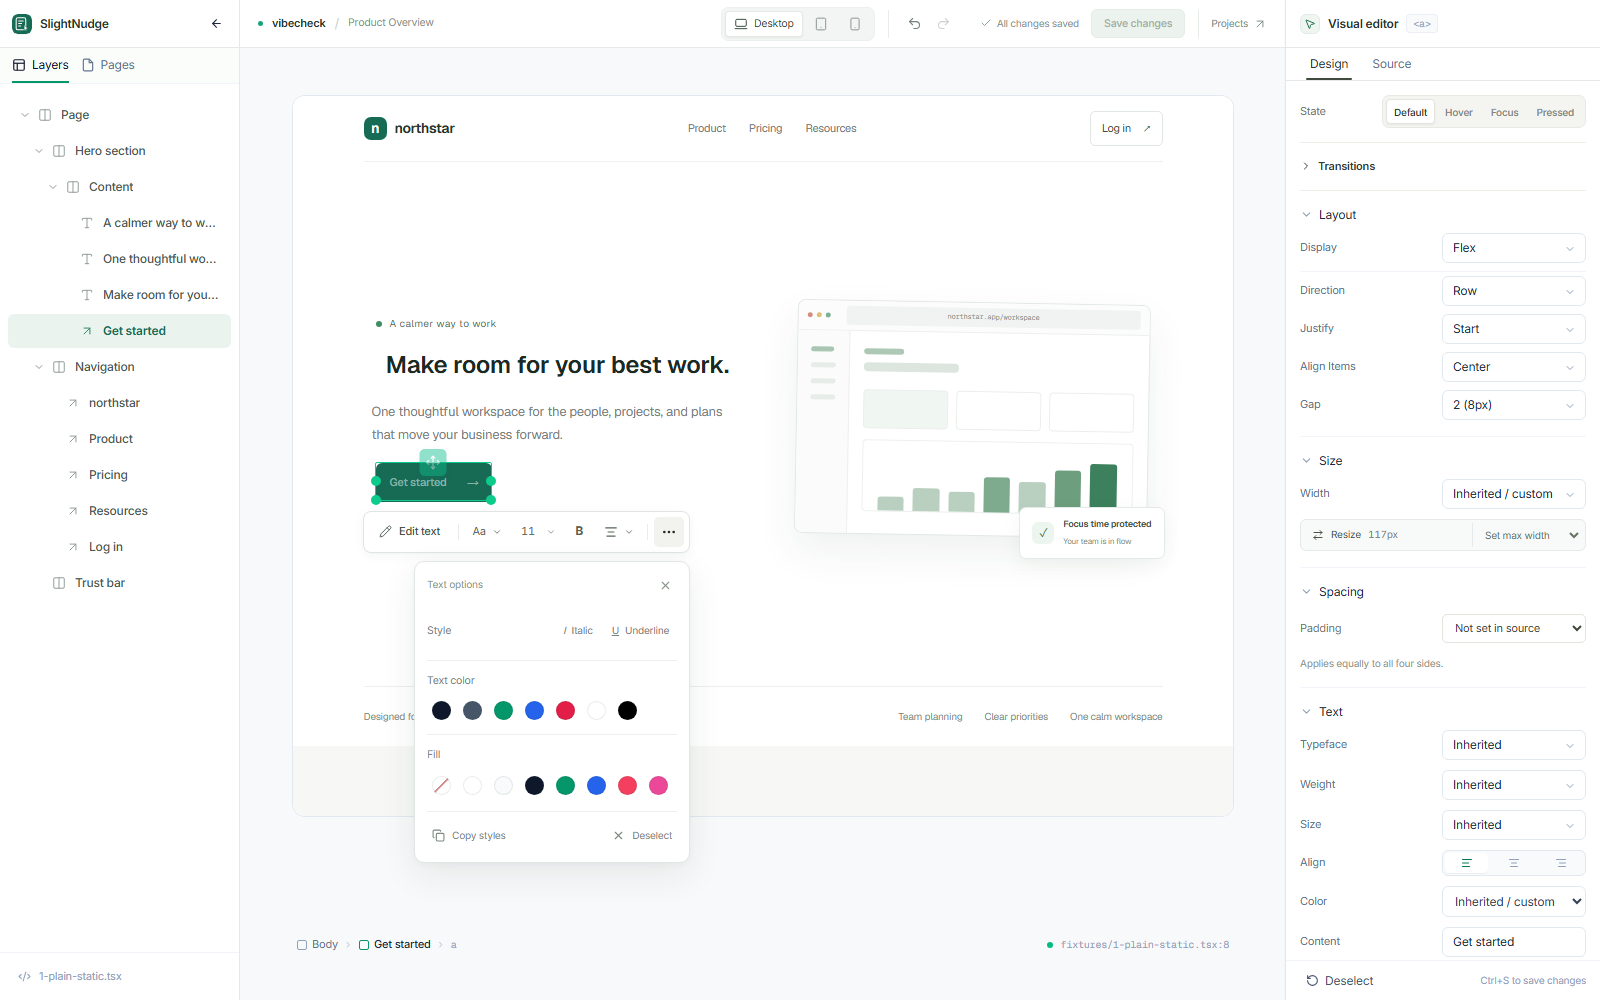 SlightNudge
vibecheck / Product Overview
Desktop
All changes saved
Save changes
Projects
Visual editor
<a>
Layers
Pages
Design
Source
Page
Hero section
Content
A calmer way to w...
One thoughtful wo...
Make room for you...
Get started
Navigation
northstar
Product
Pricing
Resources
Log in
Trust bar
1-plain-static.tsx
n northstar
Product
Pricing
Resources
Log in
A calmer way to work
Make room for your best work.
One thoughtful workspace for the people, projects, and plans
that move your business forward.
Get started →
northstar.app/workspace
Focus time protected
Your team is in flow
Edit text
Aa
11
B
Text options
Style
I Italic
U Underline
Text color
Fill
Copy styles
Deselect
Designed fo
Team planning
Clear priorities
One calm workspace
Body › Get started › a
fixtures/1-plain-static.tsx:8
State
Default
Hover
Focus
Pressed
Transitions
Layout
Display
Flex
Direction
Row
Justify
Start
Align Items
Center
Gap
2 (8px)
Size
Width
Inherited / custom
Resize 117px
Set max width
Spacing
Padding
Not set in source
Applies equally to all four sides.
Text
Typeface
Inherited
Weight
Inherited
Size
Inherited
Align
Color
Inherited / custom
Content
Get started
Deselect
Ctrl+S to save changes